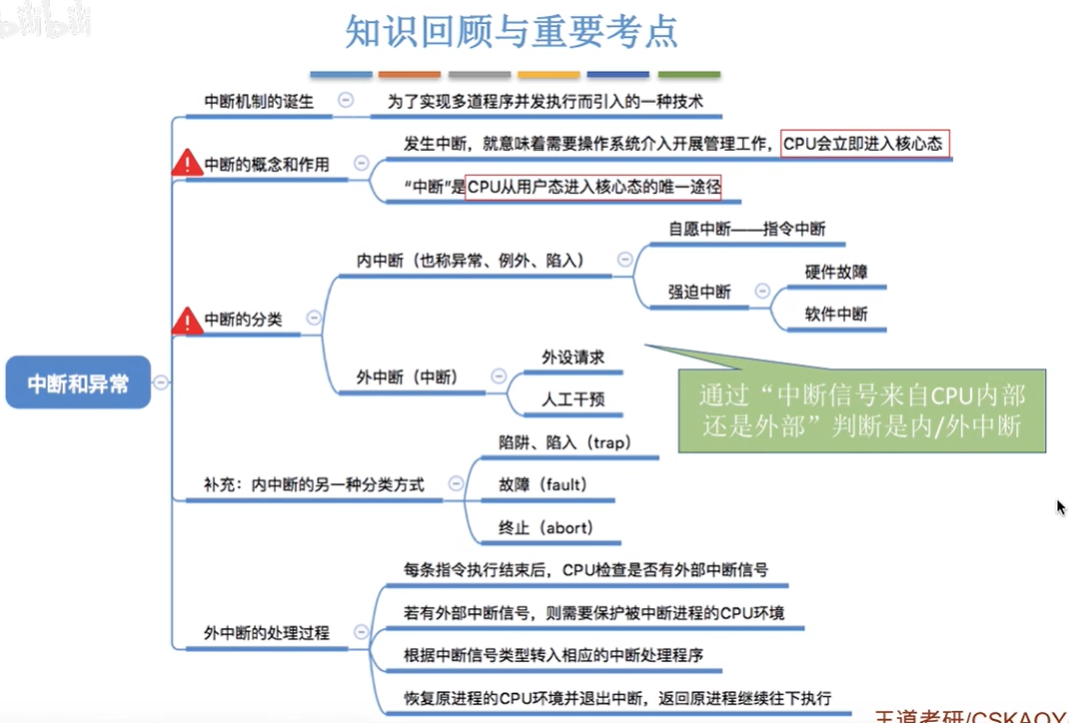 bilibili
知识回顾与重要考点
中断和异常
中断机制的诞生
为了实现多道程序并发执行而引入的一种技术
中断的概念和作用
发生中断，就意味着需要操作系统介入开展管理工作，CPU会立即进入核心态
“中断”是CPU从用户态进入核心态的唯一途径
中断的分类
内中断（也称异常、例外、陷入）
自愿中断——指令中断
强迫中断
硬件故障
软件中断
外中断（中断）
外设请求
人工干预
通过“中断信号来自CPU内部
还是外部”判断是内/外中断
补充：内中断的另一种分类方式
陷阱、陷入（trap）
故障（fault）
终止（abort）
外中断的处理过程
每条指令执行结束后，CPU检查是否有外部中断信号
若有外部中断信号，则需要保护被中断进程的CPU环境
根据中断信号类型转入相应的中断处理程序
恢复原进程的CPU环境并退出中断，返回原进程继续往下执行
王道考研/CSKAOY